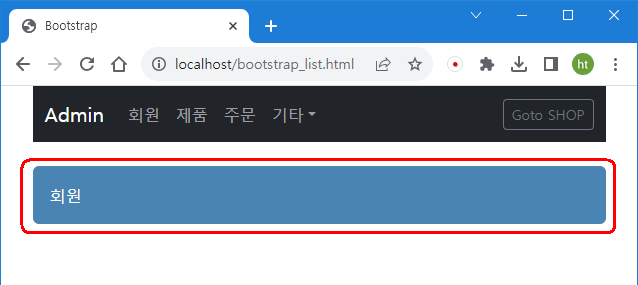 Bootstrap
localhost/bootstrap_list.html
ht
Admin 회원 제품 주문 기타 Goto SHOP
회원